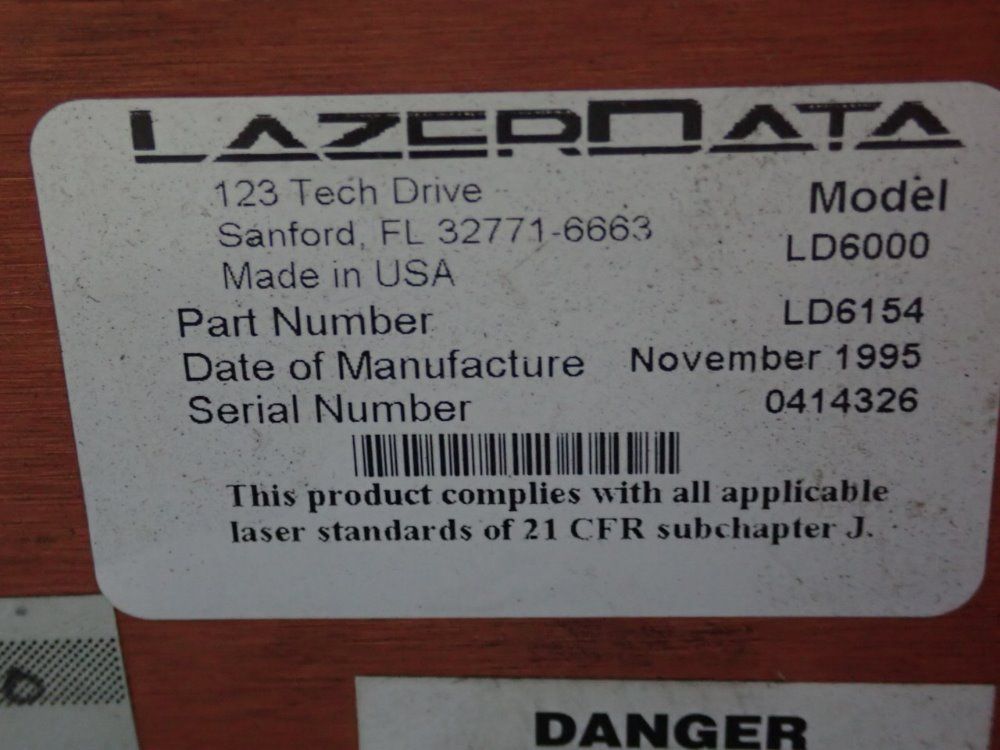 LAZERDATA
123 Tech Drive
Sanford, FL 32771-6663
Made in USA
Model
LD6000
Part Number LD6154
Date of Manufacture November 1995
Serial Number 0414326
This product complies with all applicable
laser standards of 21 CFR subchapter J.
DANGER